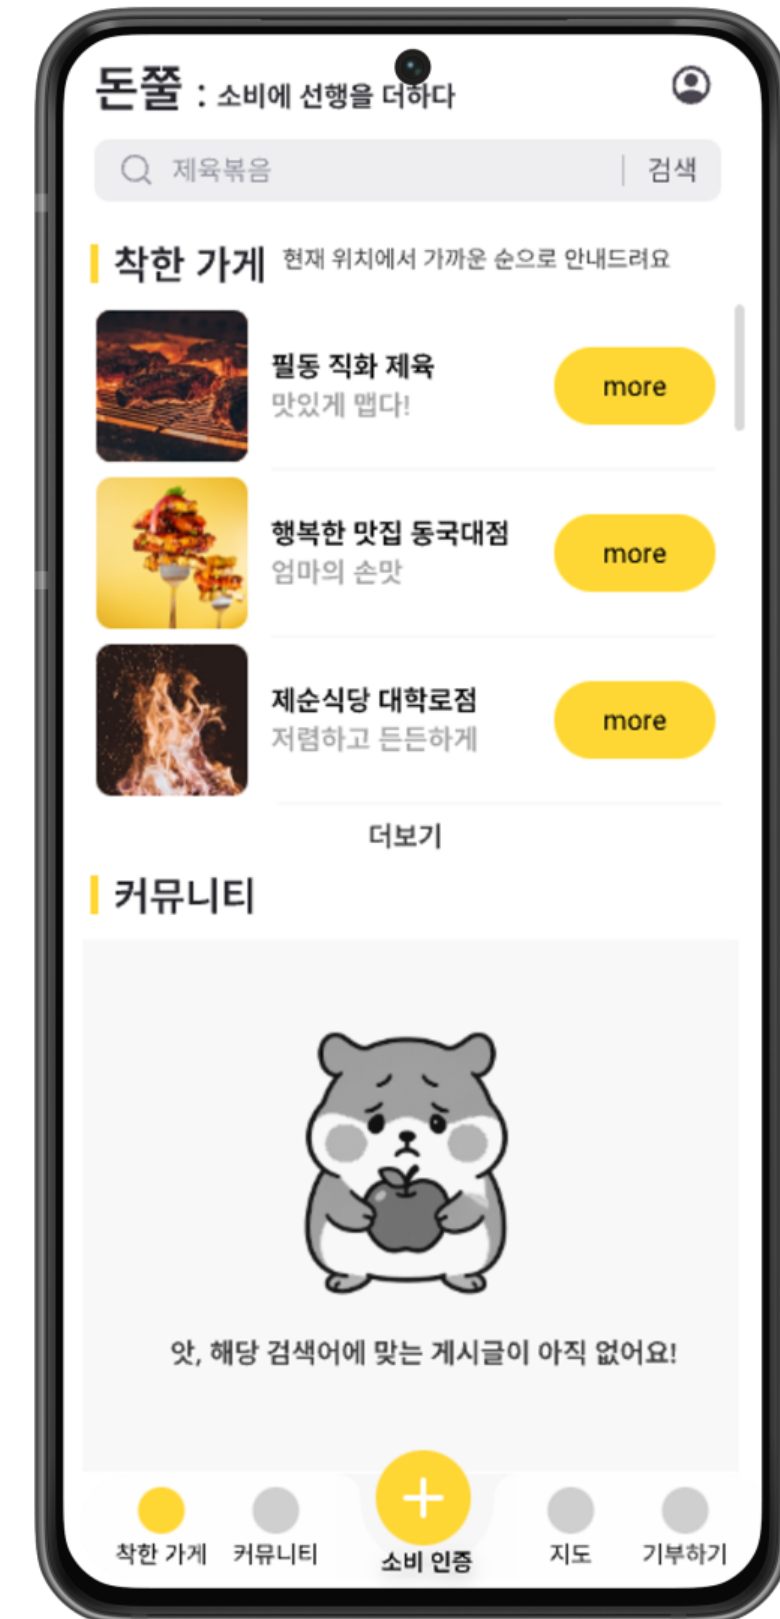 돈쭐 : 소비에 선행을 더하다
제육볶음 | 검색
착한 가게 현재 위치에서 가까운 순으로 안내드려요
필동 직화 제육
맛있게 맵다!
more
행복한 맛집 동국대점
엄마의 손맛
more
제순식당 대학로점
저렴하고 든든하게
more
더보기
커뮤니티
앗, 해당 검색어에 맞는 게시글이 아직 없어요!
착한 가게 커뮤니티 소비 인증 지도 기부하기